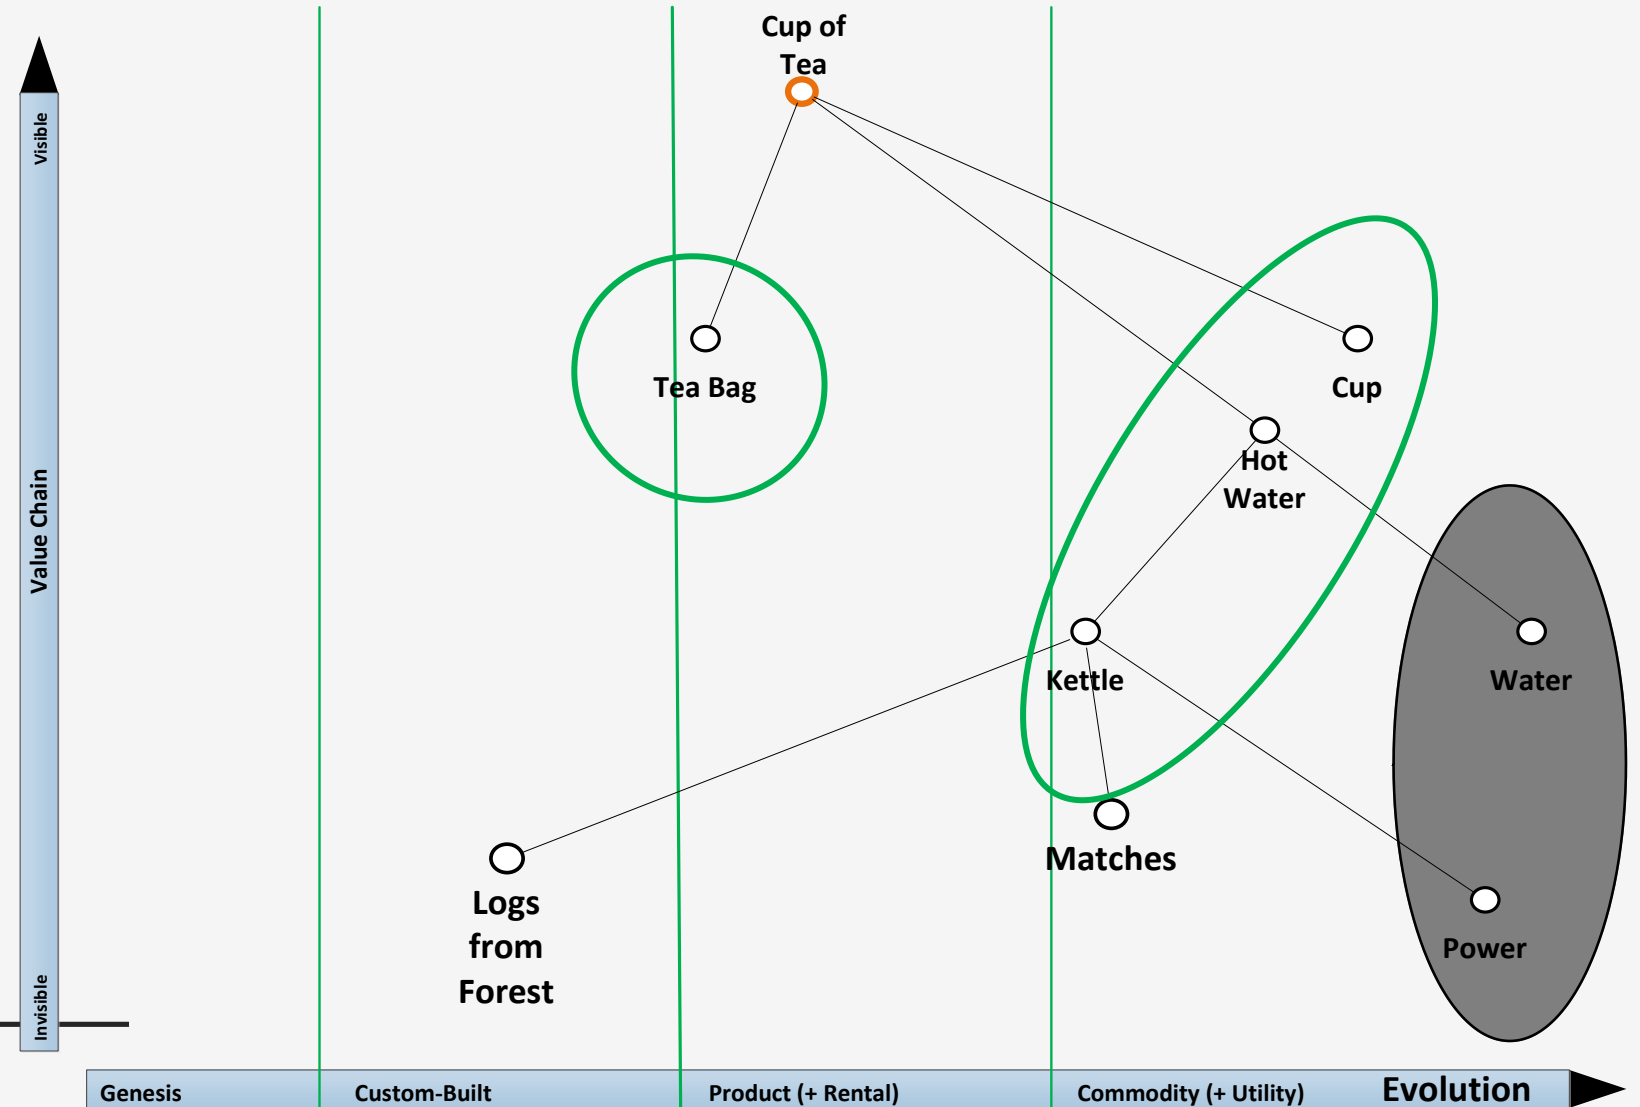 Cup of
Tea
Visible
Tea Bag
Cup
Hot
Water
Value Chain
Kettle
Water
Matches
Logs
from
Forest
Power
Invisible
Genesis
Custom-Built
Product (+ Rental)
Commodity (+ Utility)
Evolution